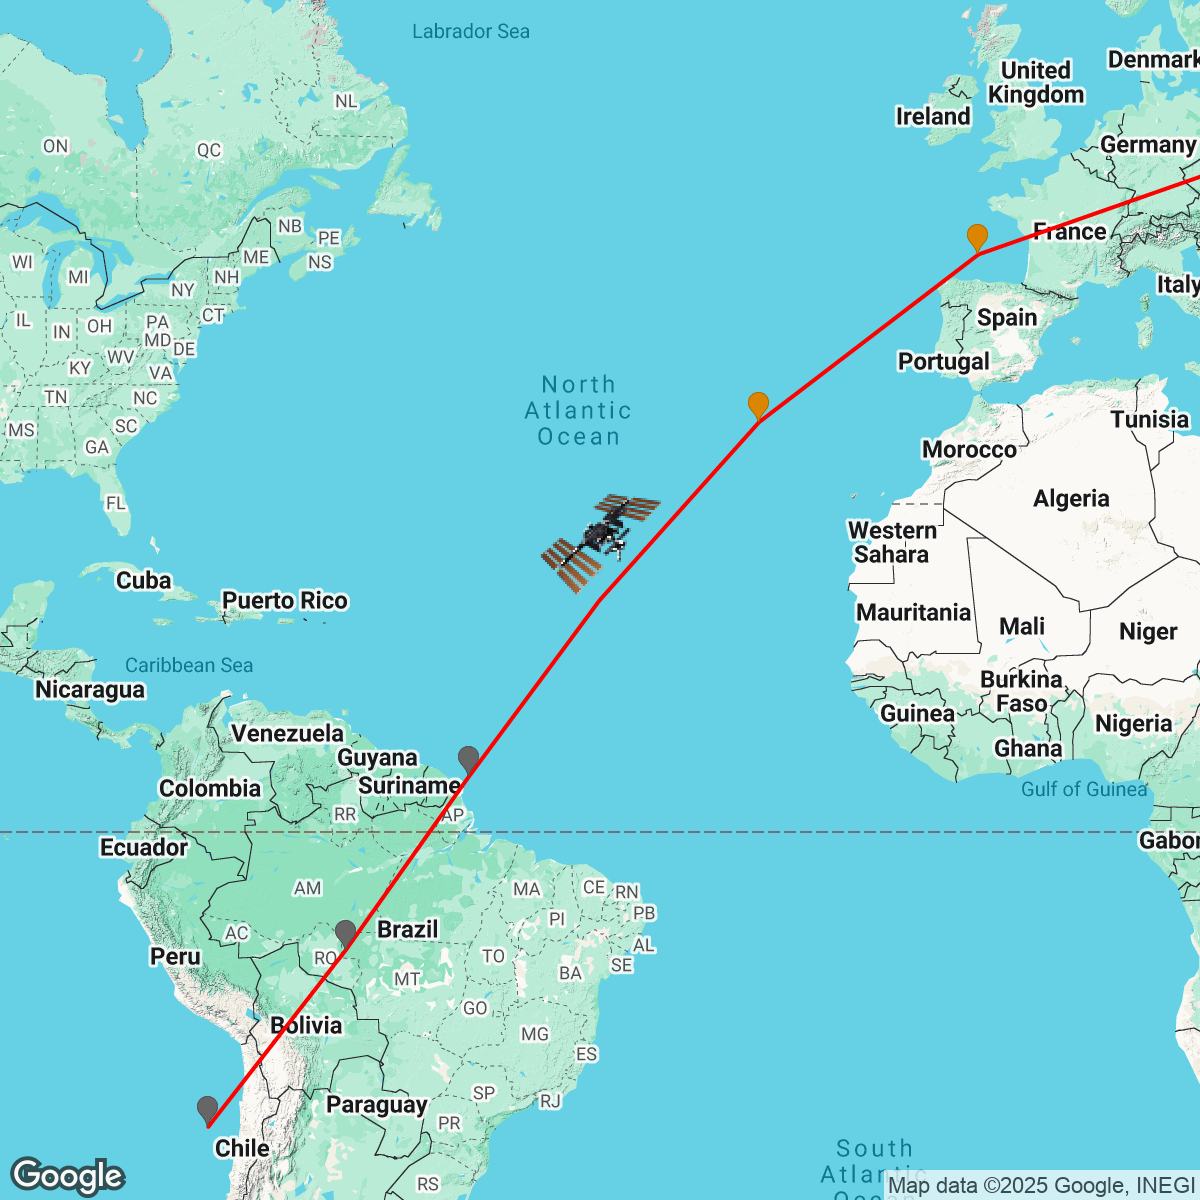 Labrador Sea
Denmark
United
Kingdom
Ireland
Germany
NL
ON
QC
NB
PE
NS
ME
France
WI
MI
NH
NY
Italy
CT
IL
IN
OH
PA
MD
DE
Spain
WV
KY
VA
Portugal
TN
NC
North
Atlantic
Ocean
Tunisia
MS
SC
GA
Morocco
FL
Algeria
Western
Sahara
Cuba
Puerto Rico
Mauritania
Mali
Niger
Caribbean Sea
Nicaragua
Burkina
Faso
Guinea
Nigeria
Venezuela
Ghana
Guyana
Colombia
Suriname
Gulf of Guinea
RR
AP
Ecuador
Gabon
AM
MA
CE
RN
PI
PB
AC
Brazil
AL
Peru
RO
TO
SE
MT
BA
GO
Bolivia
MG
ES
SP
RJ
Paraguay
PR
Chile
South
Atlantic
Ocean
RS
Google
Map data ©2025 Google, INEGI